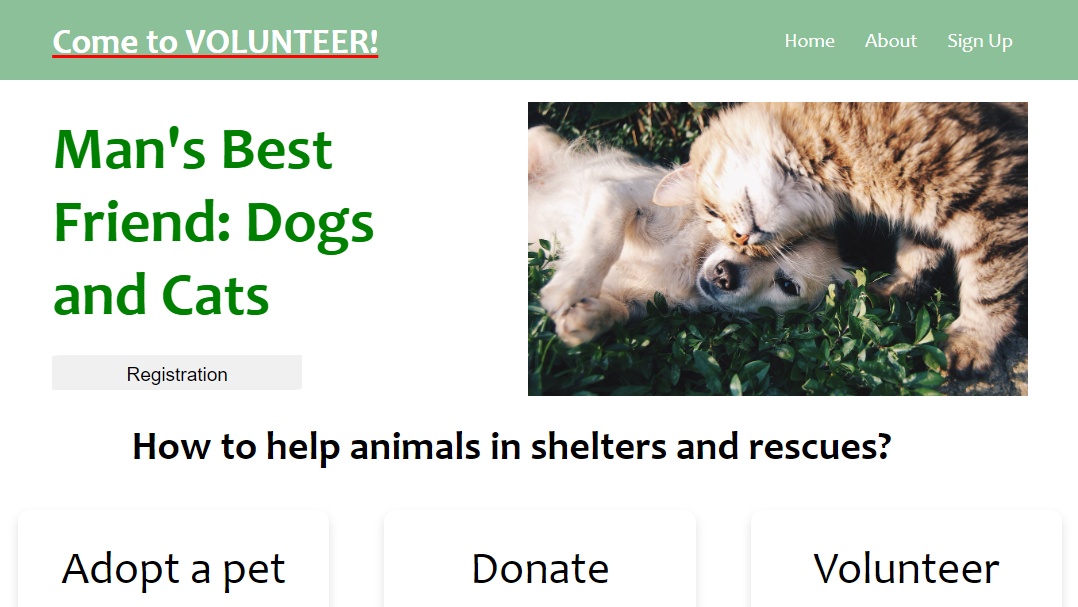 Come to VOLUNTEER!
Home About Sign Up
Man's Best
Friend: Dogs
and Cats
Registration
How to help animals in shelters and rescues?
Adopt a pet
Donate
Volunteer